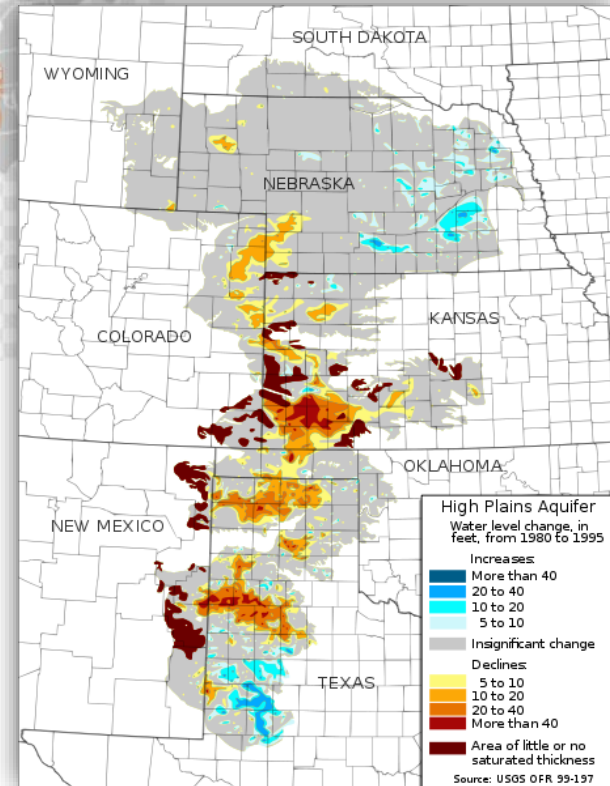 SOUTH DAKOTA
WYOMING
NEBRASKA
COLORADO
KANSAS
OKLAHOMA
NEW MEXICO
TEXAS
High Plains Aquifer
Water level change, in
feet, from 1980 to 1995
Increases:
More than 40
20 to 40
10 to 20
5 to 10
Insignificant change
Declines:
5 to 10
10 to 20
20 to 40
More than 40
Area of little or no
saturated thickness
Source: USGS OFR 99-197